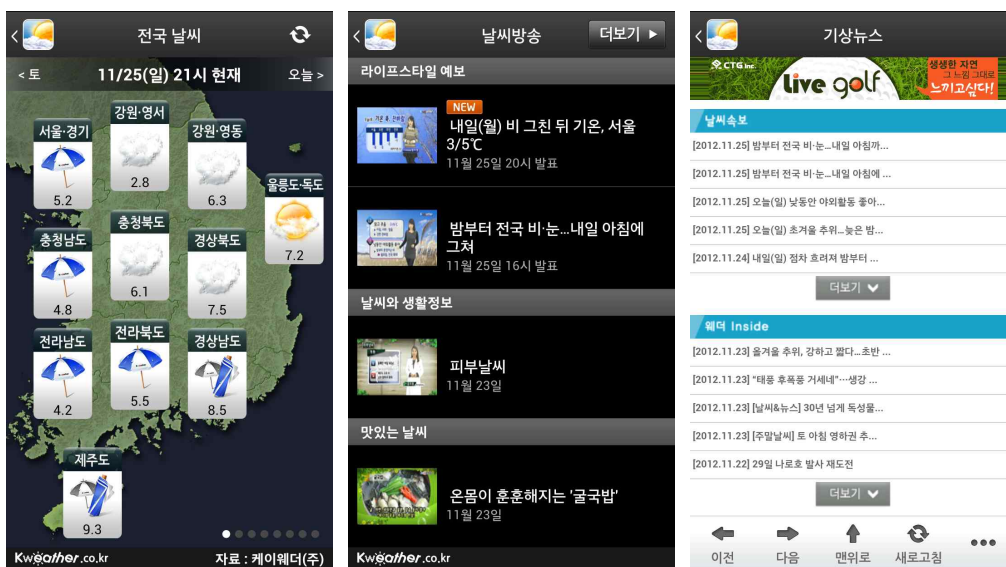 전국 날씨
< 토
11/25(일) 21시 현재
오늘 >
강원·영서
2.8
서울·경기
5.2
강원·영동
6.3
울릉도·독도
7.2
충청북도
6.1
충청남도
4.8
경상북도
7.5
전라북도
5.5
전라남도
4.2
경상남도
8.5
제주도
9.3
Kweather.co.kr
자료 : 케이웨더(주)
날씨방송
더보기 ▶
라이프스타일 예보
NEW
내일(월) 비 그친 뒤 기온, 서울
3/5℃
11월 25일 20시 발표
밤부터 전국 비·눈...내일 아침에
그쳐
11월 25일 16시 발표
날씨와 생활정보
피부날씨
11월 23일
맛있는 날씨
온몸이 훈훈해지는 '굴국밥'
11월 23일
Kweather.co.kr
기상뉴스
CTG Inc.
Live golf
생생한 자연
그 느낌 그대로
느끼고싶다!
날씨속보
[2012.11.25] 밤부터 전국 비·눈...내일 아침까...
[2012.11.25] 밤부터 전국 비·눈...내일 아침에 ...
[2012.11.25] 오늘(일) 낮동안 야외활동 좋아...
[2012.11.25] 오늘(일) 초겨울 추위...늦은 밤...
[2012.11.24] 내일(일) 점차 흐려져 밤부터 ...
더보기
웨더 Inside
[2012.11.23] 올겨울 추위, 강하고 짧다...초반 ...
[2012.11.23] “태풍 후폭풍 거세네”…생강 ...
[2012.11.23] [날씨&뉴스] 30년 넘게 독성물...
[2012.11.23] [주말날씨] 토 아침 영하권 추...
[2012.11.22] 29일 나로호 발사 재도전
더보기
이전
다음
맨위로
새로고침